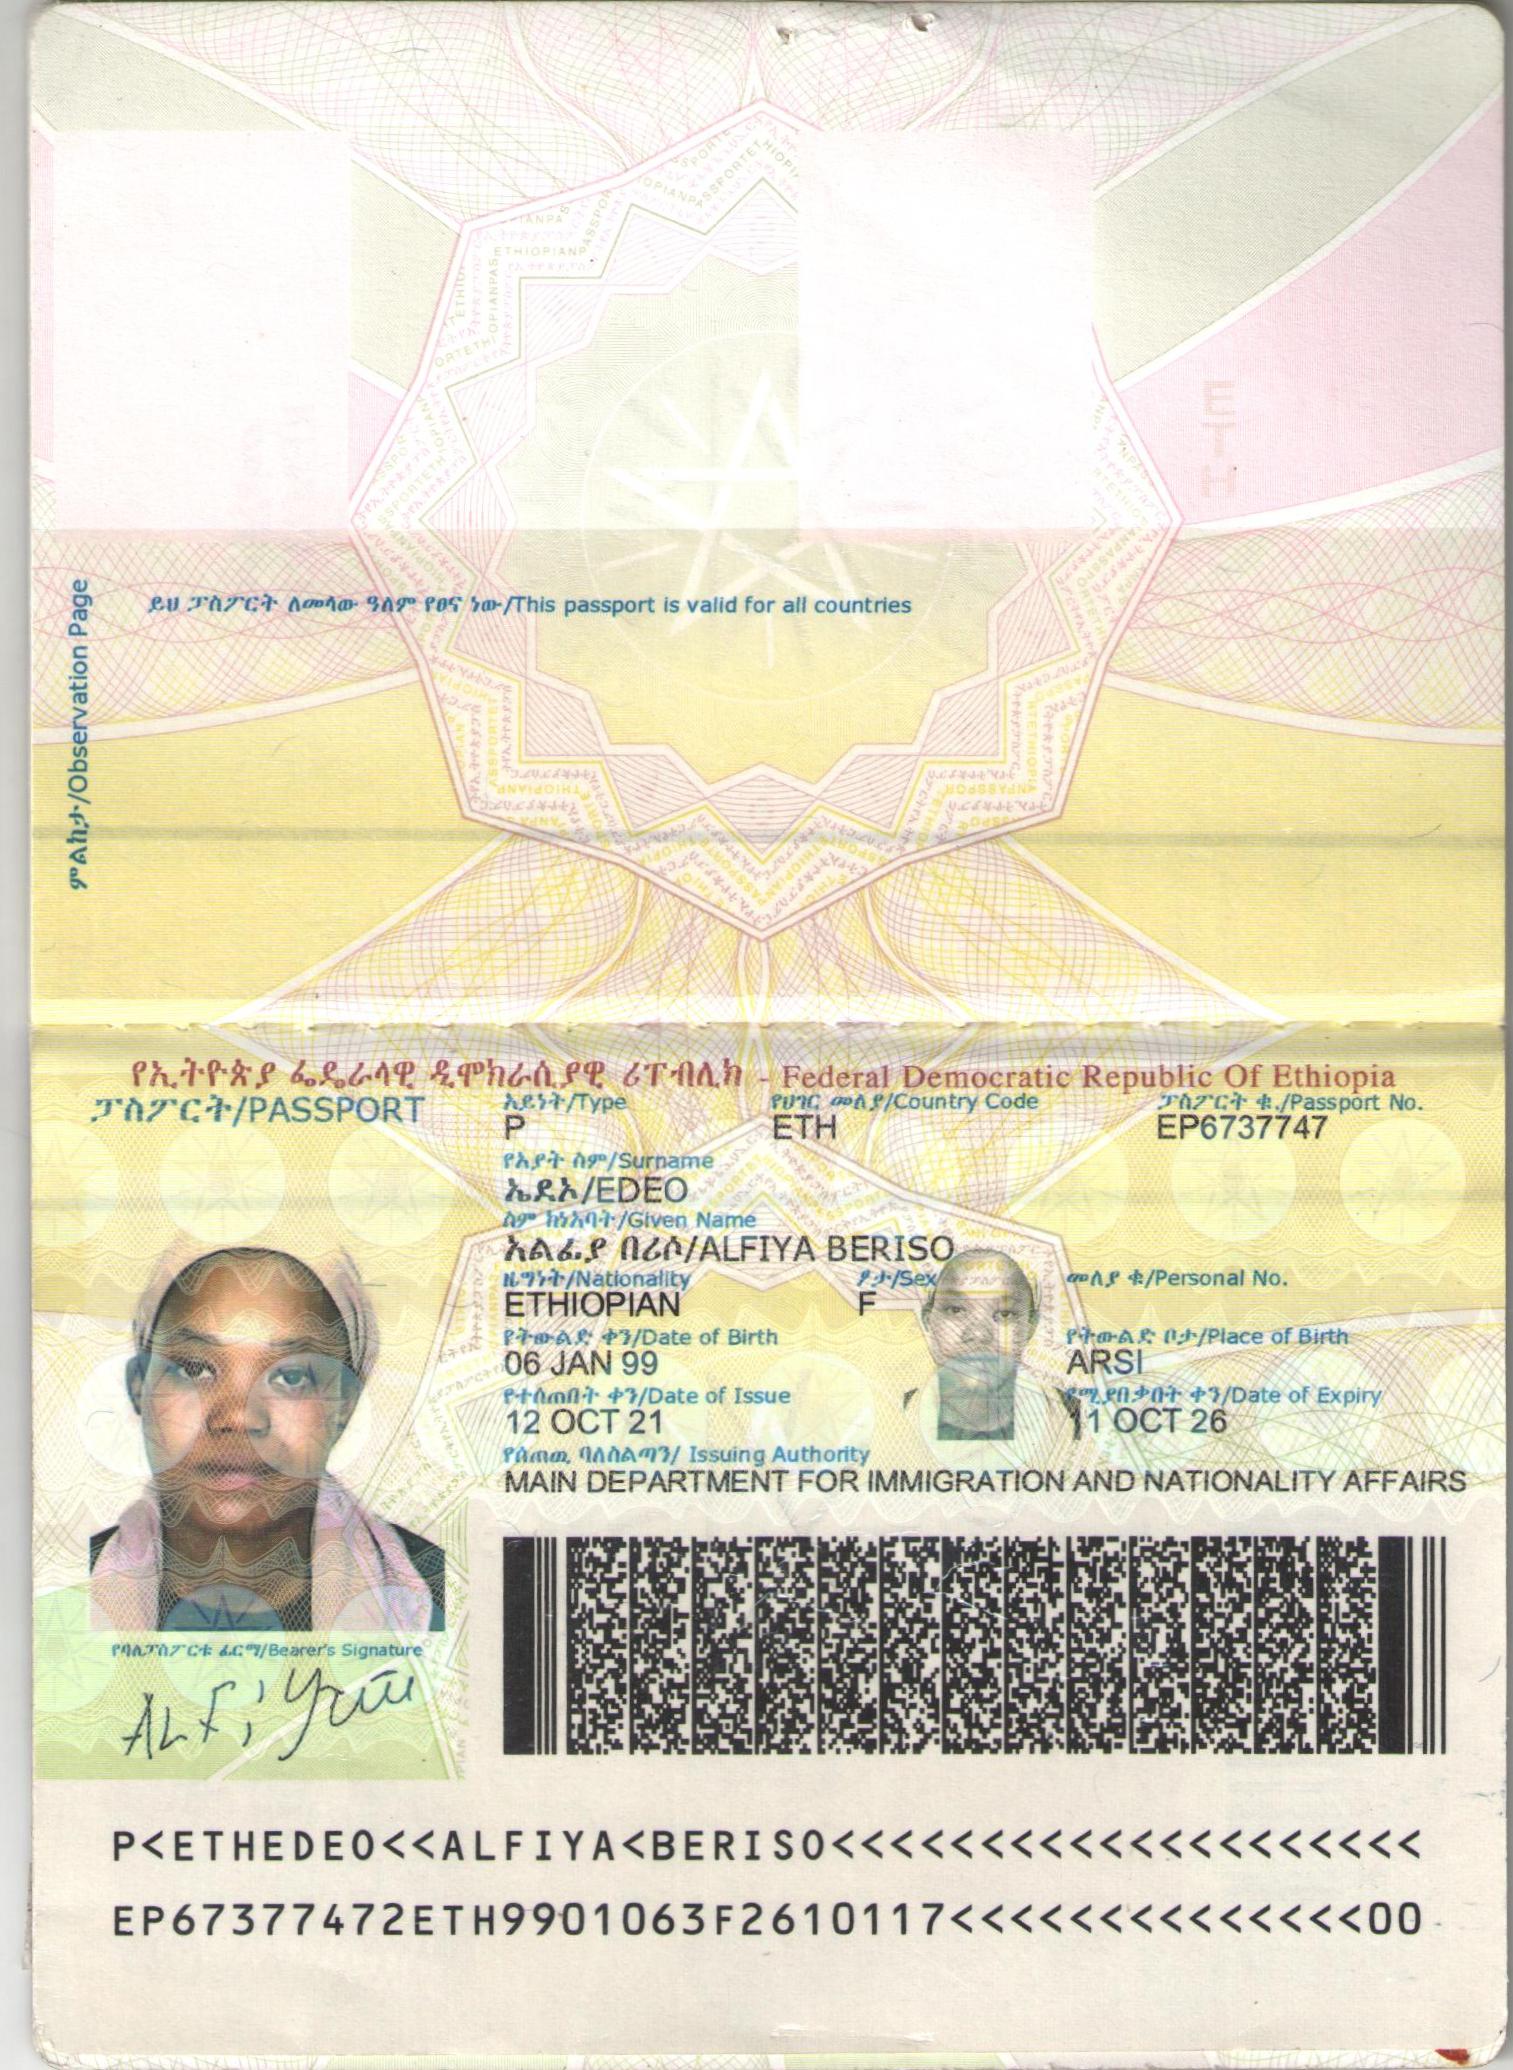 ምልከታ/Observation Page
ይህ ፓስፖርት ለመላው ዓለም የፀና ነው/This passport is valid for all countries
የኢትዮጵያ ፌዴራላዊ ዲሞክራሲያዊ ሪፐብሊክ - Federal Democratic Republic Of Ethiopia
ፓስፖርት/PASSPORT
አይነት/Type የሀገር መለያ/Country Code ፓስፖርት ቁ./Passport No.
P ETH EP6737747
የአያት ስም/Surname
ኤደኦ/EDEO
ስም ከነአባት/Given Name
አልፊያ በሪሶ/ALFIYA BERISO
ዜግነት/Nationality ፆታ/Sex መለያ ቁ/Personal No.
ETHIOPIAN F
የትውልድ ቀን/Date of Birth የትውልድ ቦታ/Place of Birth
06 JAN 99 ARSI
የተሰጠበት ቀን/Date of Issue የሚያበቃበት ቀን/Date of Expiry
12 OCT 21 11 OCT 26
የሰጠዉ ባለስልጣን/ Issuing Authority
MAIN DEPARTMENT FOR IMMIGRATION AND NATIONALITY AFFAIRS
የባለፓስፖርቱ ፊርማ/Bearer's Signature
P<ETHEDEO<<ALFIYA<BERISO<<<<<<<<<<<<<<<<<<<<
EP67377472ETH9901063F2610117<<<<<<<<<<<<<<00